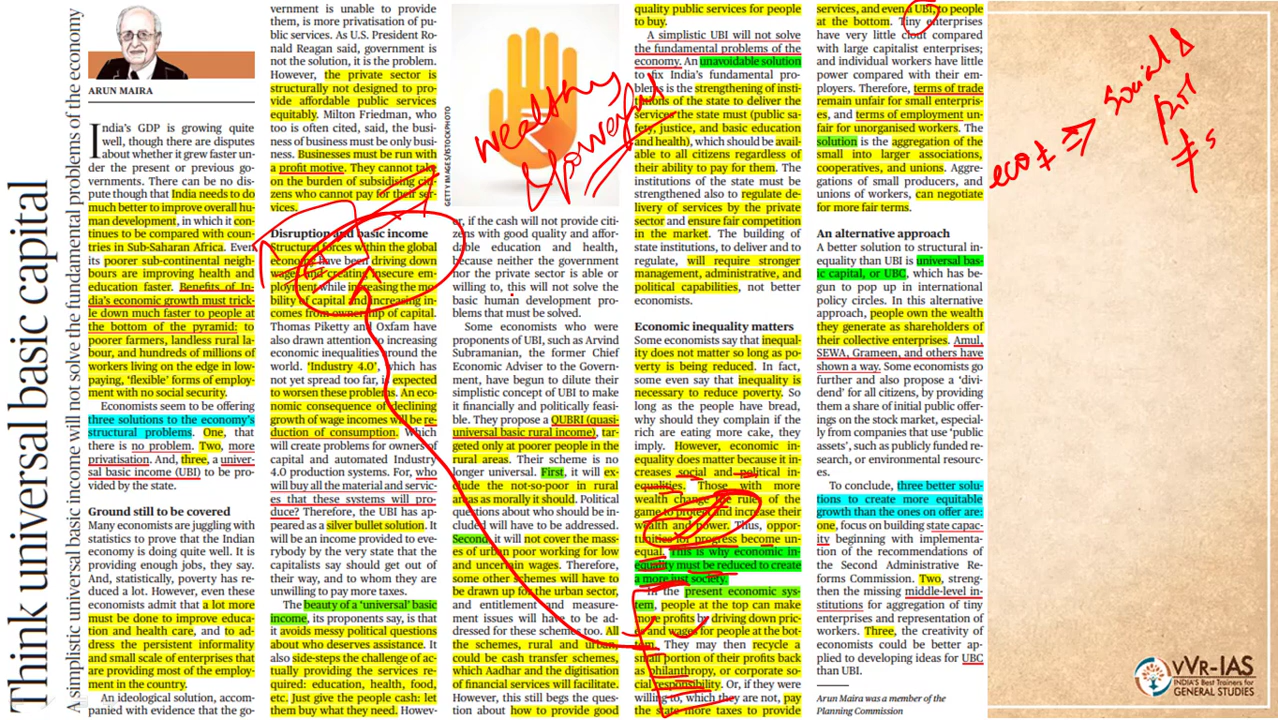 Think universal basic capital
A simplistic universal basic income will not solve the fundamental problems of the economy
ARUN MAIRA
India's GDP is growing quite
well, though there are disputes
about whether it grew faster un-
der the present or previous go-
vernments. There can be no dis-
pute though that India needs to do
much better to improve overall hu-
man development, in which it con-
tinues to be compared with coun-
tries in Sub-Saharan Africa. Even
its poorer sub-continental neigh-
bours are improving health and
education faster. Benefits of In-
dia's economic growth must trick-
le down much faster to people at
the bottom of the pyramid: to
poorer farmers, landless rural la-
bour, and hundreds of millions of
workers living on the edge in low-
paying, 'flexible' forms of employ-
ment with no social security.
Economists seem to be offering
three solutions to the economy's
structural problems. One, that
there is no problem. Two, more
privatisation. And, three, a univer-
sal basic income (UBI) to be pro-
vided by the state.
Ground still to be covered
Many economists are juggling with
statistics to prove that the Indian
economy is doing quite well. It is
providing enough jobs, they say.
And, statistically, poverty has re-
duced a lot. However, even these
economists admit that a lot more
must be done to improve educa-
tion and health care, and to ad-
dress the persistent informality
and small scale of enterprises that
are providing most of the employ-
ment in the country.
An ideological solution, accom-
panied with evidence that the go-
vernment is unable to provide
them, is more privatisation of pu-
blic services. As U.S. President Ro-
nald Reagan said, government is
not the solution, it is the problem.
However, the private sector is
structurally not designed to pro-
vide affordable public services
equitably. Milton Friedman, who
too is often cited, said, the busi-
ness of business must be only busi-
ness. Businesses must be run with
a profit motive. They cannot take
on the burden of subsidising citi-
zens who cannot pay for their ser-
vices.
Disruption and basic income
Structural forces within the global
economy have been driving down
wages and creating insecure em-
ployment while increasing the mo-
bility of capital and increasing in-
comes from ownership of capital.
Thomas Piketty and Oxfam have
also drawn attention to increasing
economic inequalities around the
world. 'Industry 4.0', which has
not yet spread too far, is expected
to worsen these problems. An eco-
nomic consequence of declining
growth of wage incomes will be re-
duction of consumption. Which
will create problems for owners of
capital and automated Industry
4.0 production systems. For, who
will buy all the material and servic-
es that these systems will pro-
duce? Therefore, the UBI has ap-
peared as a silver bullet solution. It
will be an income provided to ev-
erybody by the very state that the
capitalists say should get out of
their way, and to whom they are
unwilling to pay more taxes.
The beauty of a 'universal' basic
income, its proponents say, is that
it avoids messy political questions
about who deserves assistance. It
also side-steps the challenge of ac-
tually providing the services re-
quired: education, health, food,
etc. Just give the people cash: let
them buy what they need. Howev-
GETTY IMAGES/ISTOCKPHOTO
wealthy
& powerful
er, if the cash will not provide citi-
zens with good quality and affor-
dable education and health,
because neither the government
nor the private sector is able or
willing to, this will not solve the
basic human development pro-
blems that must be solved.
Some economists who were
proponents of UBI, such as Arvind
Subramanian, the former Chief
Economic Adviser to the Govern-
ment, have begun to dilute their
simplistic concept of UBI to make
it financially and politically feasi-
ble. They propose a QUBRI (quasi-
universal basic rural income), tar-
geted only at poorer people in the
rural areas. Their scheme is no
longer universal. First, it will ex-
clude the not-so-poor in rural
areas as morally it should. Political
questions about who should be in-
cluded will have to be addressed.
Second, it will not cover the mass-
es of urban poor working for low
and uncertain wages. Therefore,
some other schemes will have to
be drawn up for the urban sector,
and entitlement and measure-
ment issues will have to be ad-
dressed for these schemes too. All
the schemes, rural and urban,
could be cash transfer schemes,
which Aadhar and the digitisation
of financial services will facilitate.
However, this still begs the ques-
tion about how to provide good
quality public services for people
to buy.
A simplistic UBI will not solve
the fundamental problems of the
economy. An unavoidable solution
to fix India's fundamental pro-
blems is the strengthening of insti-
tutions of the state to deliver the
services the state must (public sa-
fety, justice, and basic education
and health), which should be avail-
able to all citizens regardless of
their ability to pay for them. The
institutions of the state must be
strengthened also to regulate de-
livery of services by the private
sector and ensure fair competition
in the market. The building of
state institutions, to deliver and to
regulate, will require stronger
management, administrative, and
political capabilities, not better
economists.
Economic inequality matters
Some economists say that inequal-
ity does not matter so long as po-
verty is being reduced. In fact,
some even say that inequality is
necessary to reduce poverty. So
long as the people have bread,
why should they complain if the
rich are eating more cake, they
imply. However, economic in-
equality does matter because it in-
creases social and political in-
equalities. Those with more
wealth change the rules of the
game to protect and increase their
wealth and power. Thus, oppor-
tunities for progress become un-
equal. This is why economic in-
equality must be reduced to create
a more just society.
In the present economic sys-
tem, people at the top can make
more profits by driving down pric-
es and wages for people at the bot-
tom. They may then recycle a
small portion of their profits back
as philanthropy, or corporate so-
cial responsibility. Or, if they were
willing to, which they are not, pay
the state more taxes to provide
services, and even a UBI, to people
at the bottom. Tiny enterprises
have very little clout compared
with large capitalist enterprises;
and individual workers have little
power compared with their em-
ployers. Therefore, terms of trade
remain unfair for small enterpris-
es, and terms of employment un-
fair for unorganised workers. The
solution is the aggregation of the
small into larger associations,
cooperatives, and unions. Aggre-
gations of small producers, and
unions of workers, can negotiate
for more fair terms.
An alternative approach
A better solution to structural in-
equality than UBI is universal bas-
ic capital, or UBC, which has be-
gun to pop up in international
policy circles. In this alternative
approach, people own the wealth
they generate as shareholders of
their collective enterprises. Amul,
SEWA, Grameen, and others have
shown a way. Some economists go
further and also propose a 'divi-
dend' for all citizens, by providing
them a share of initial public offer-
ings on the stock market, especial-
ly from companies that use 'public
assets', such as publicly funded re-
search, or environmental resourc-
es.
To conclude, three better solu-
tions to create more equitable
growth than the ones on offer are:
one, focus on building state capac-
ity beginning with implementa-
tion of the recommendations of
the Second Administrative Re-
forms Commission. Two, streng-
then the missing middle-level in-
stitutions for aggregation of tiny
enterprises and representation of
workers. Three, the creativity of
economists could be better ap-
plied to developing ideas for UBC
than UBI.
Arun Maira was a member of the
Planning Commission
eco ≠ ⇒ social &
pol
≠s
vVR-IAS
INDIA'S Best Trainers for
GENERAL STUDIES